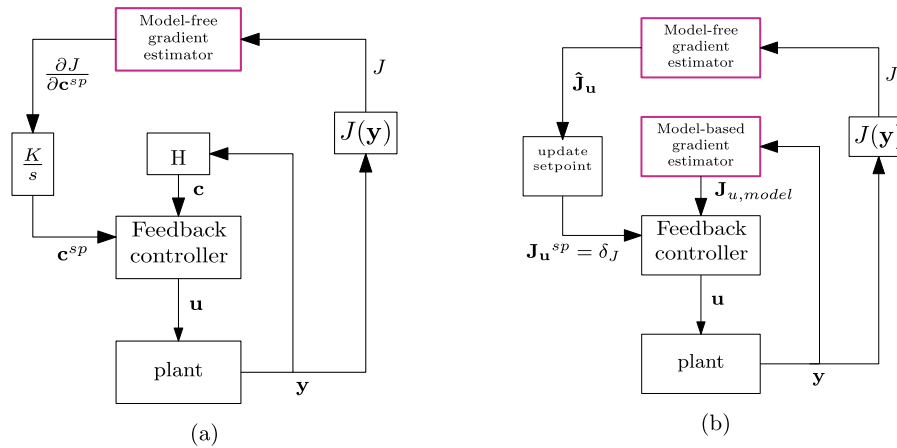 Model-free
gradient
estimator
∂J
∂c^{sp}
J
K
s
H
J(y)
c
Feedback
controller
c^{sp}
u
plant
y
(a)
Model-free
gradient
estimator
Ĵ_u
J
update
setpoint
Model-based
gradient
estimator
J(y)
J_{u,model}
Feedback
controller
J_u^{sp} = δ_J
u
plant
y
(b)